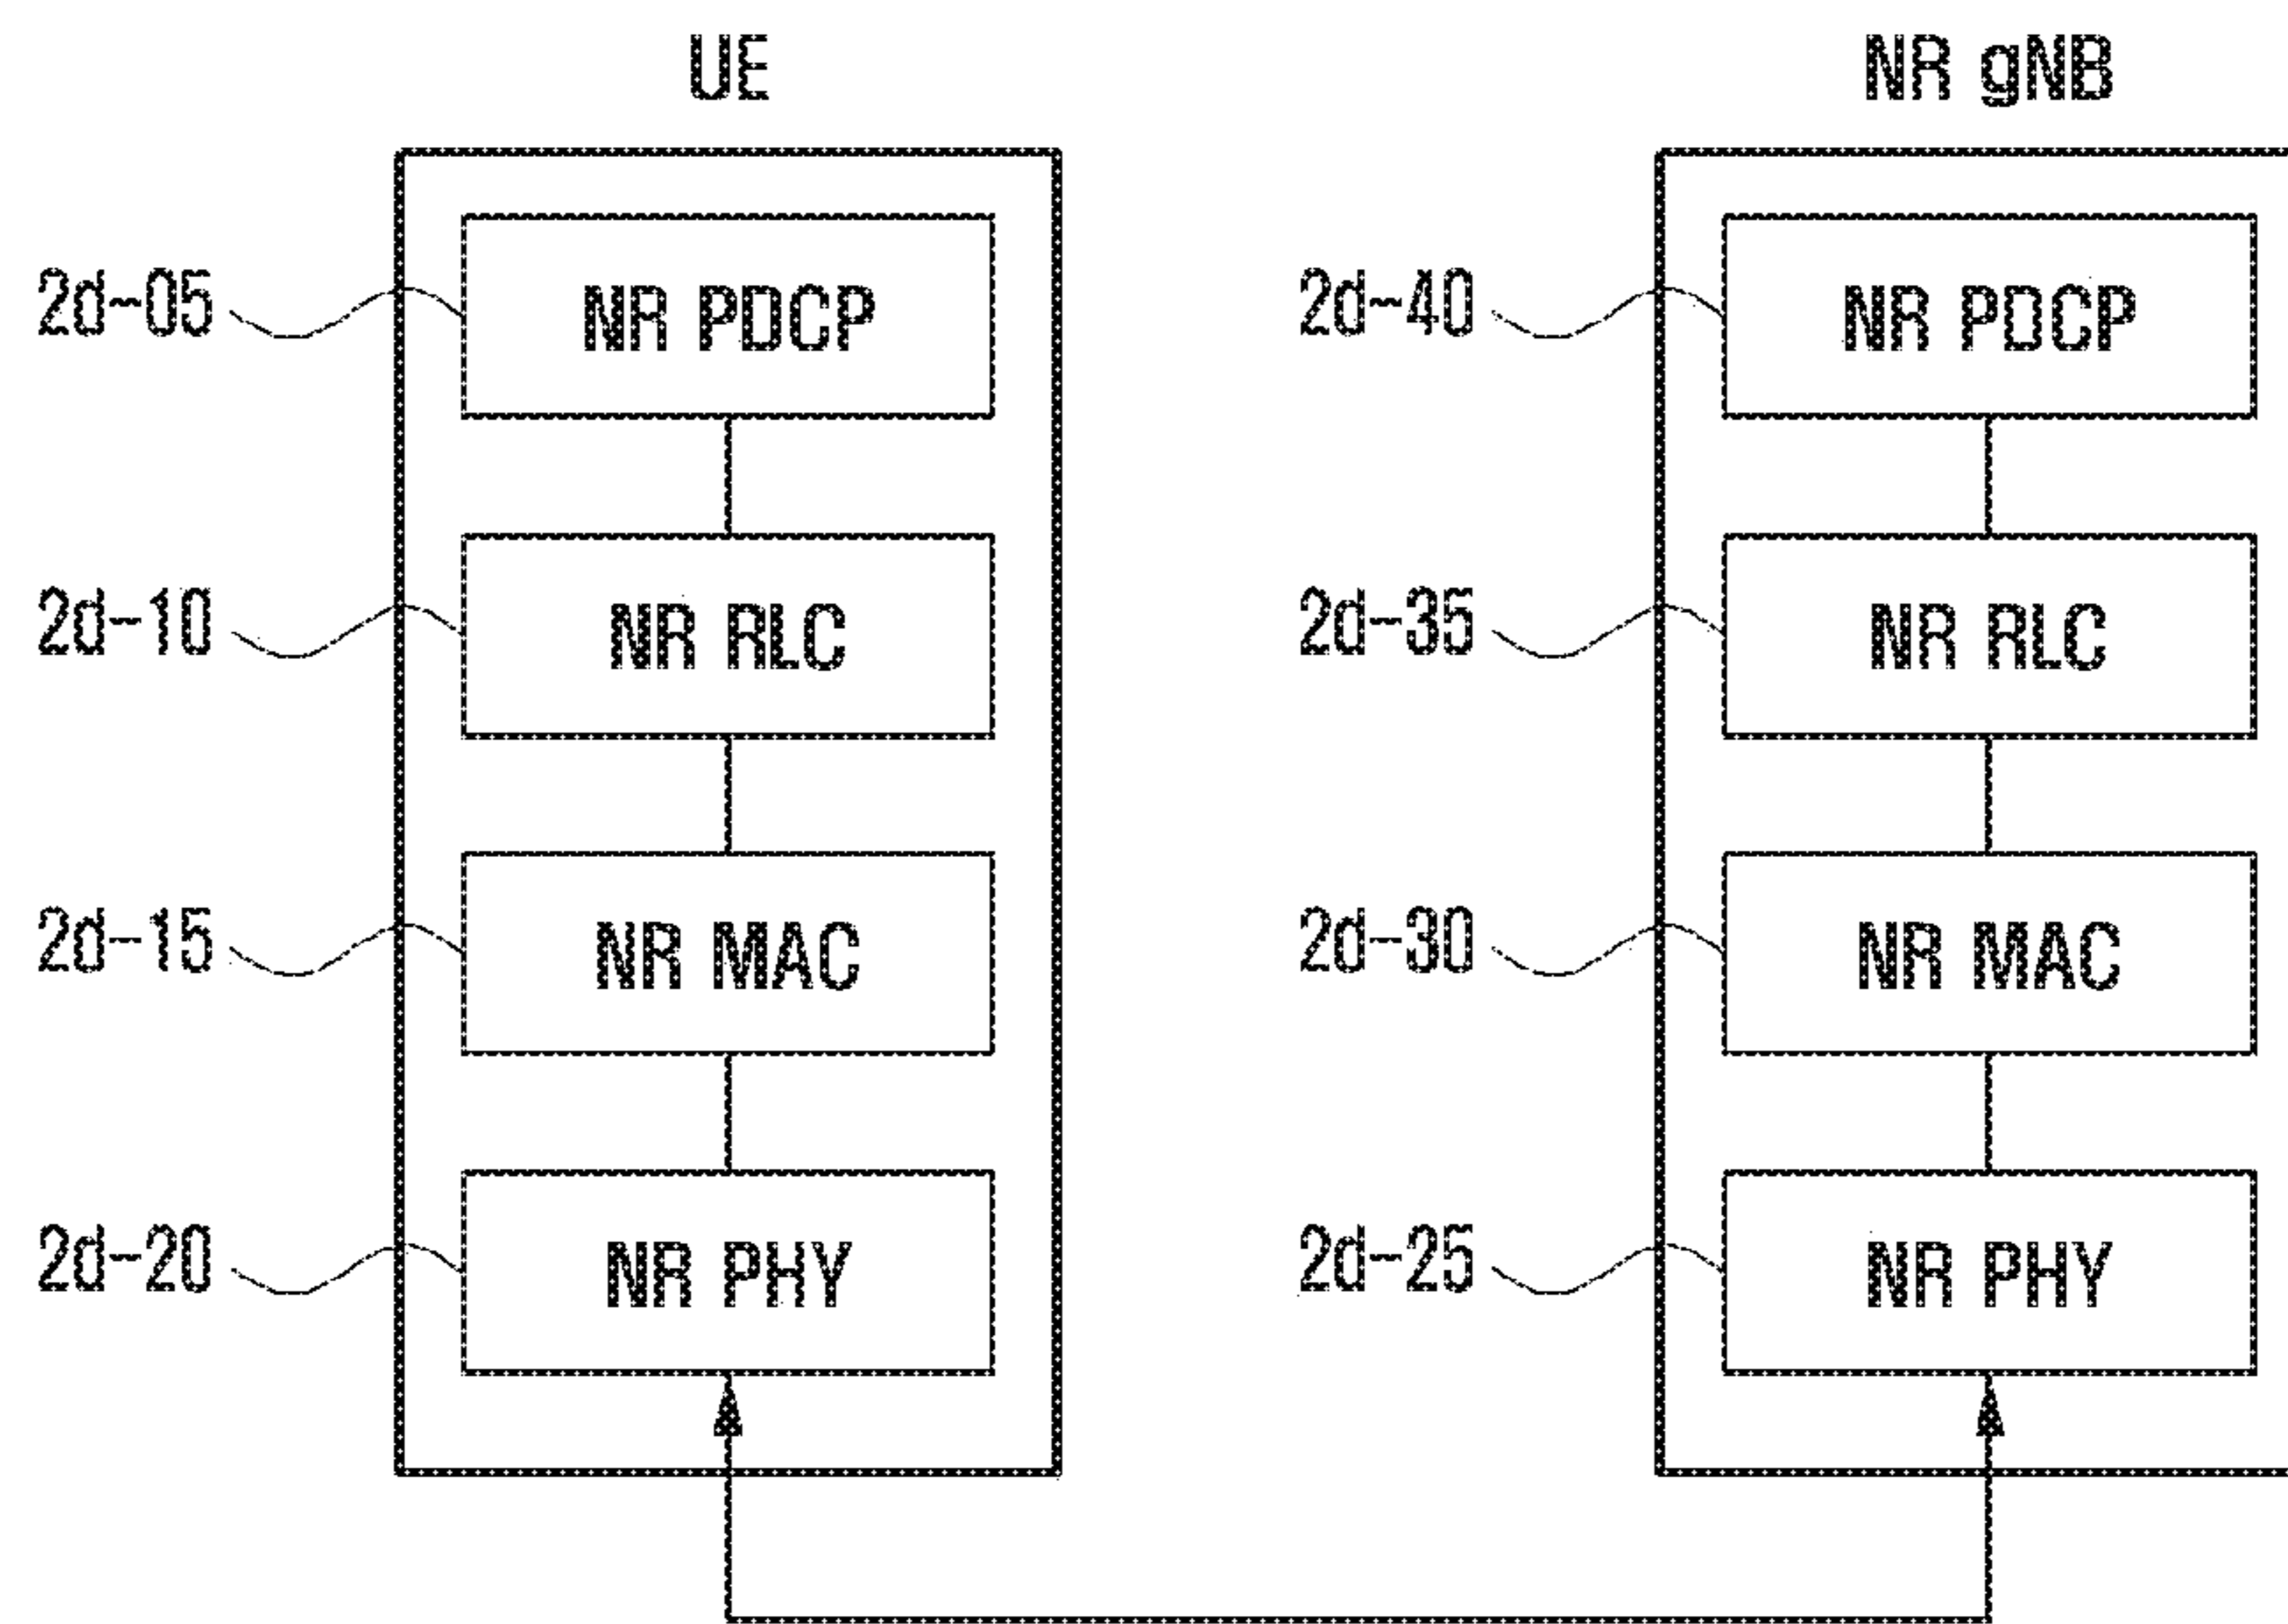 UE
NR gNB
2d-05
NR PDCP
2d-40
NR PDCP
2d-10
NR RLC
2d-35
NR RLC
2d-15
NR MAC
2d-30
NR MAC
2d-20
NR PHY
2d-25
NR PHY